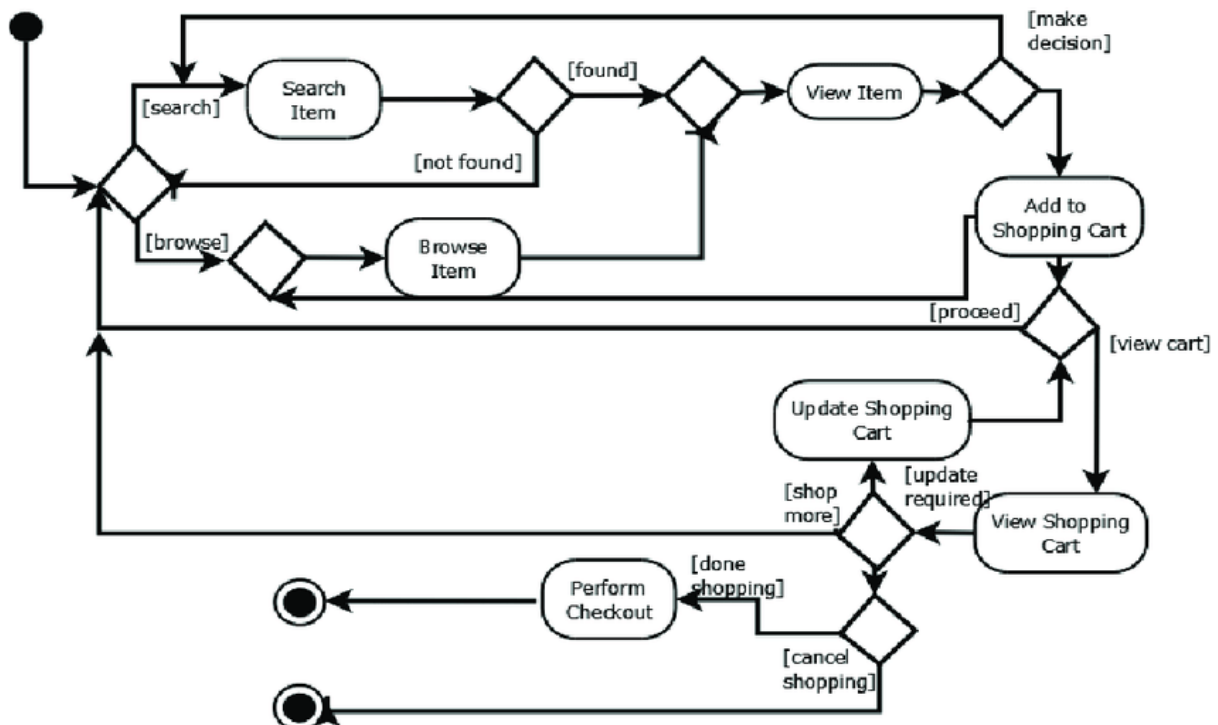 [make
decision]
[search]
Search
Item
[found]
View Item
[not found]
Add to
Shopping Cart
[browse]
Browse
Item
[proceed]
[view cart]
Update Shopping
Cart
[shop
more]
[update
required]
View Shopping
Cart
[done
shopping]
Perform
Checkout
[cancel
shopping]